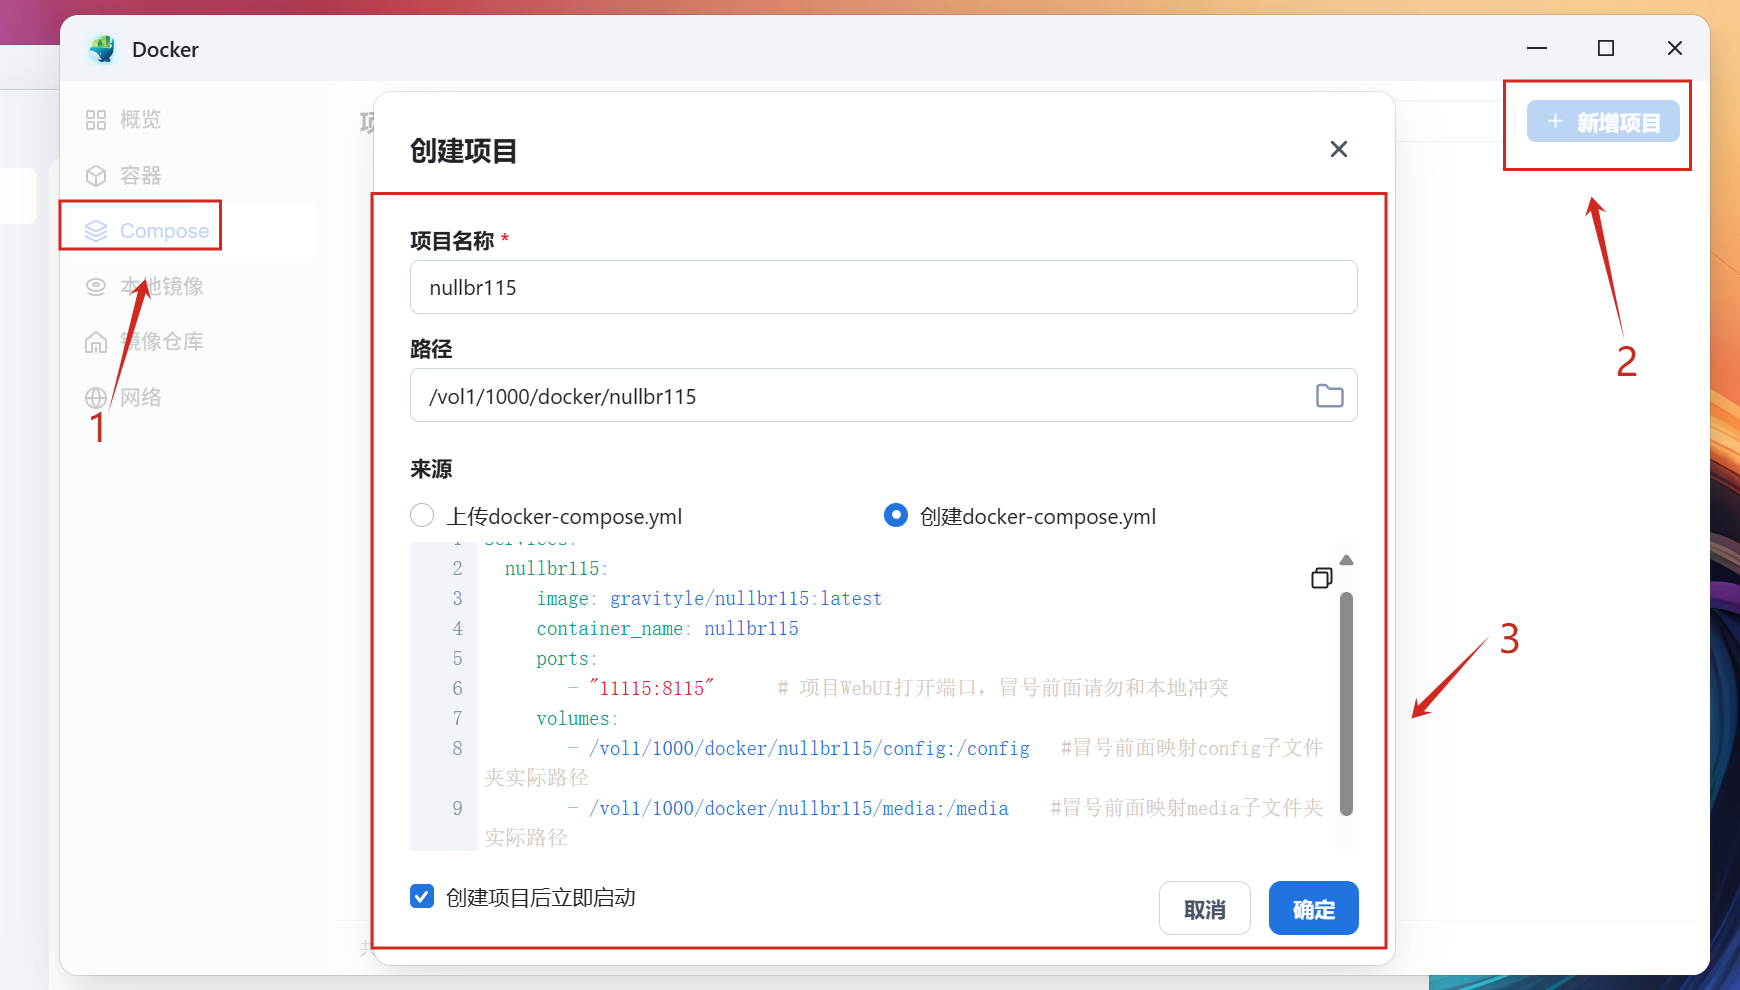 Docker
概览
容器
Compose
本地镜像
镜像仓库
网络
1
新增项目
2
创建项目
项目名称 *
nullbr115
路径
/vol1/1000/docker/nullbr115
来源
上传docker-compose.yml
创建docker-compose.yml
1 services:
2 nullbr115:
3 image: gravityle/nullbr115:latest
4 container_name: nullbr115
5 ports:
6 - "11115:8115" # 项目WebUI打开端口，冒号前面请勿和本地冲突
7 volumes:
8 - /vol1/1000/docker/nullbr115/config:/config #冒号前面映射config子文件
夹实际路径
9 - /vol1/1000/docker/nullbr115/media:/media #冒号前面映射media子文件夹
实际路径
3
创建项目后立即启动
取消
确定